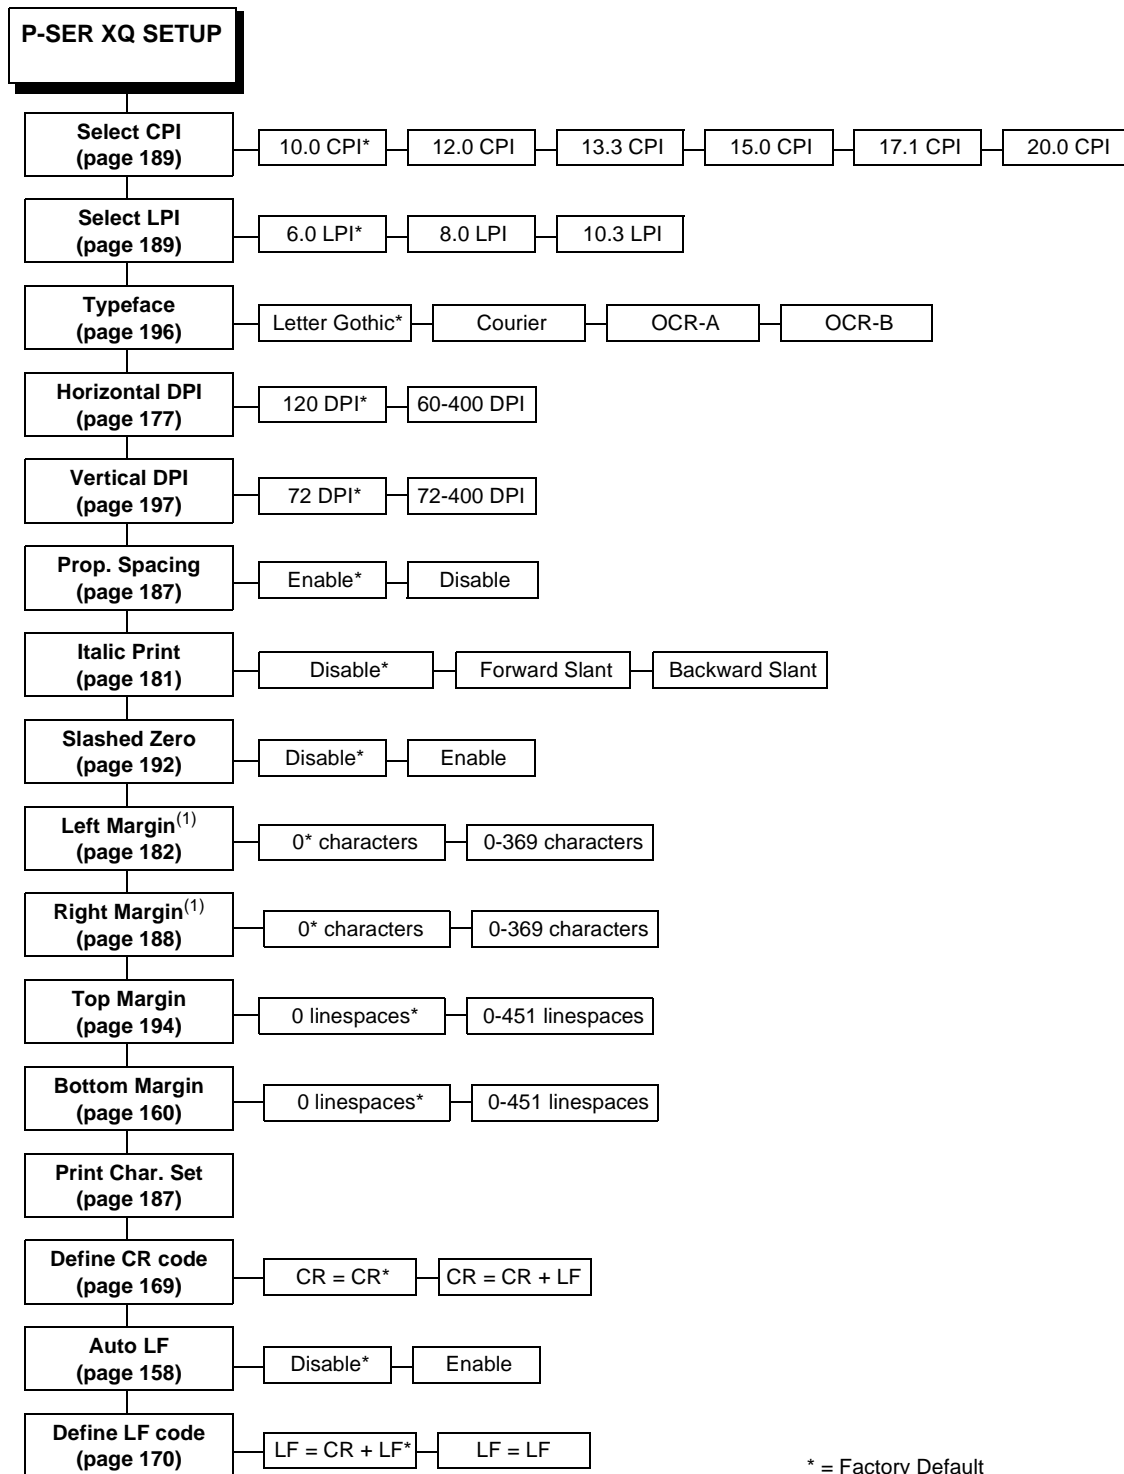 P-SER XQ SETUP
Select CPI
(page 189)
10.0 CPI*
12.0 CPI
13.3 CPI
15.0 CPI
17.1 CPI
20.0 CPI
Select LPI
(page 189)
6.0 LPI*
8.0 LPI
10.3 LPI
Typeface
(page 196)
Letter Gothic*
Courier
OCR-A
OCR-B
Horizontal DPI
(page 177)
120 DPI*
60-400 DPI
Vertical DPI
(page 197)
72 DPI*
72-400 DPI
Prop. Spacing
(page 187)
Enable*
Disable
Italic Print
(page 181)
Disable*
Forward Slant
Backward Slant
Slashed Zero
(page 192)
Disable*
Enable
Left Margin(1)
(page 182)
0* characters
0-369 characters
Right Margin(1)
(page 188)
0* characters
0-369 characters
Top Margin
(page 194)
0 linespaces*
0-451 linespaces
Bottom Margin
(page 160)
0 linespaces*
0-451 linespaces
Print Char. Set
(page 187)
Define CR code
(page 169)
CR = CR*
CR = CR + LF
Auto LF
(page 158)
Disable*
Enable
Define LF code
(page 170)
LF = CR + LF*
LF = LF
* = Factory Default